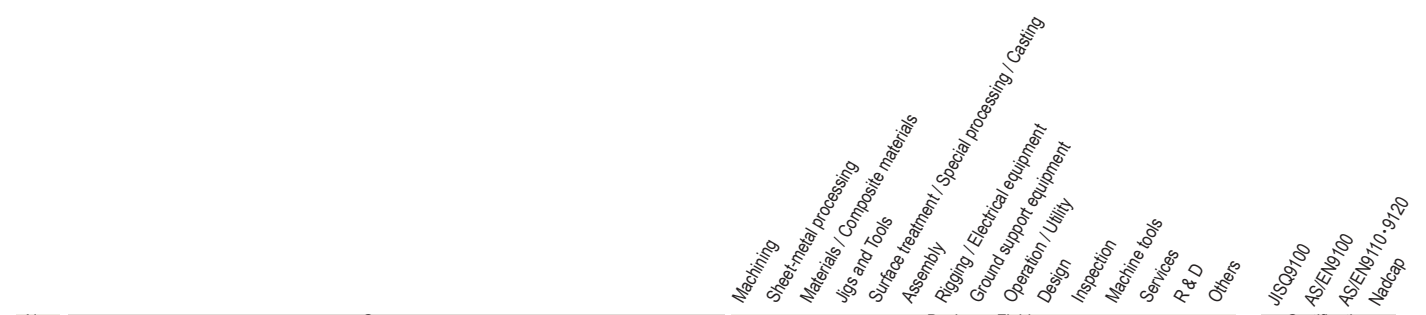 Machining
Sheet-metal processing
Materials / Composite materials
Jigs and Tools
Surface treatment / Special processing / Casting
Assembly
Rigging / Electrical equipment
Ground support equipment
Operation / Utility
Design
Inspection
Machine tools
Services
R & D
Others
JISQ9100
AS/EN9100
AS/EN9110・9120
Nadcap